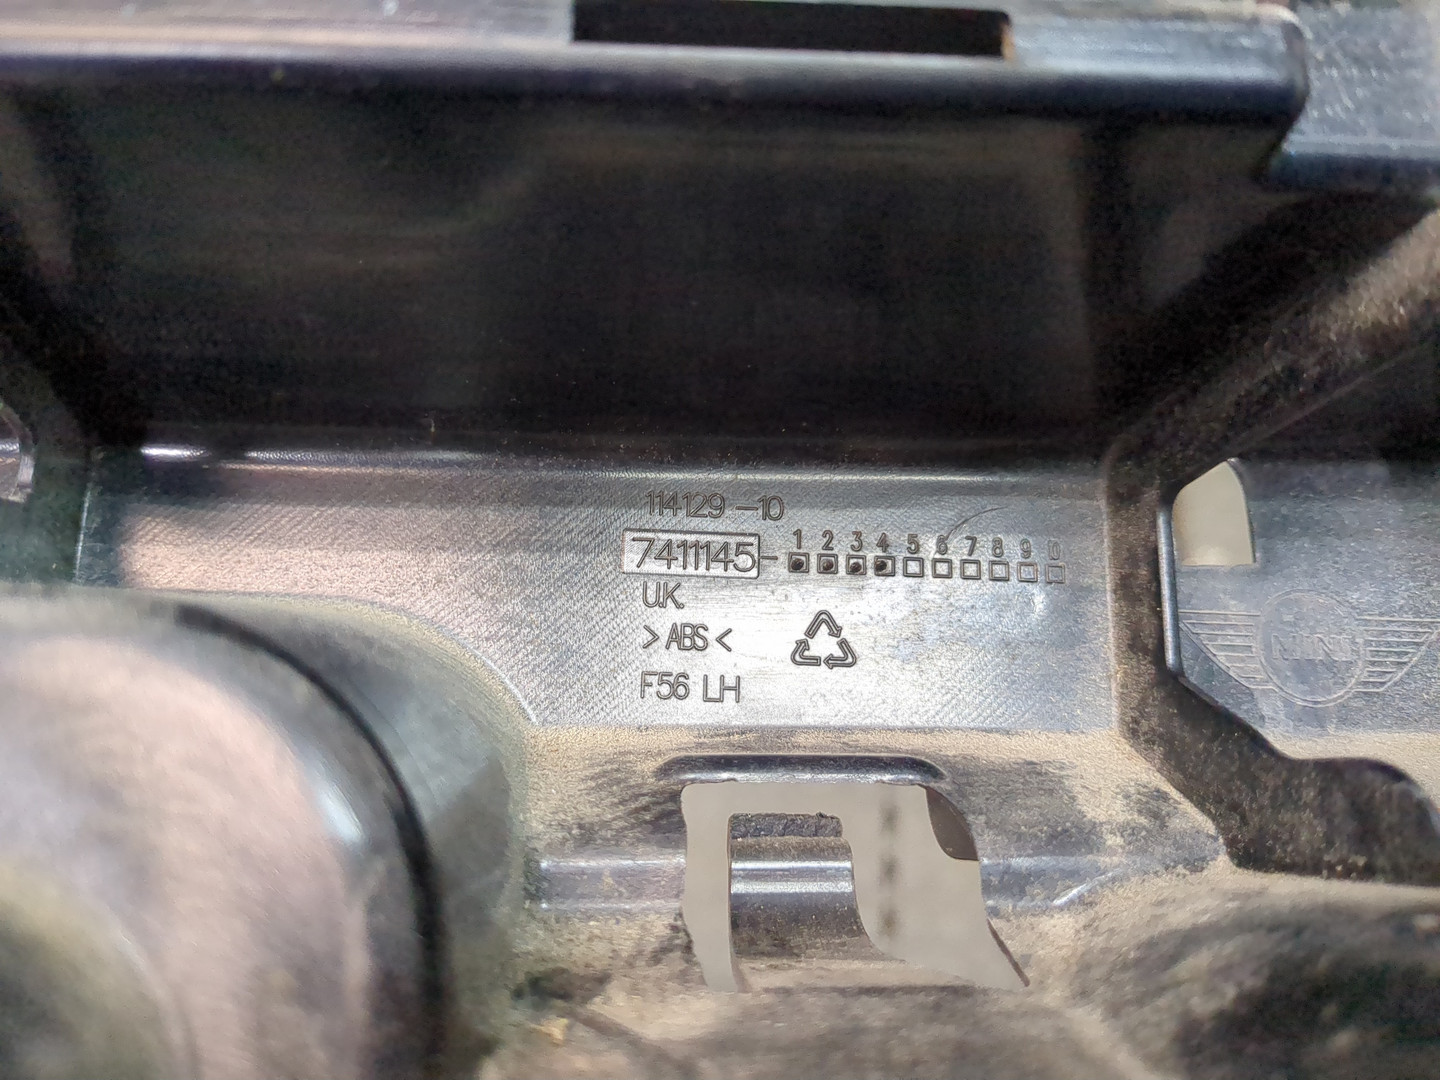 114129-10
7411145- 1 2 3 4 5 6 7 8 9 0
U.K.
>ABS<
F56 LH
MINI